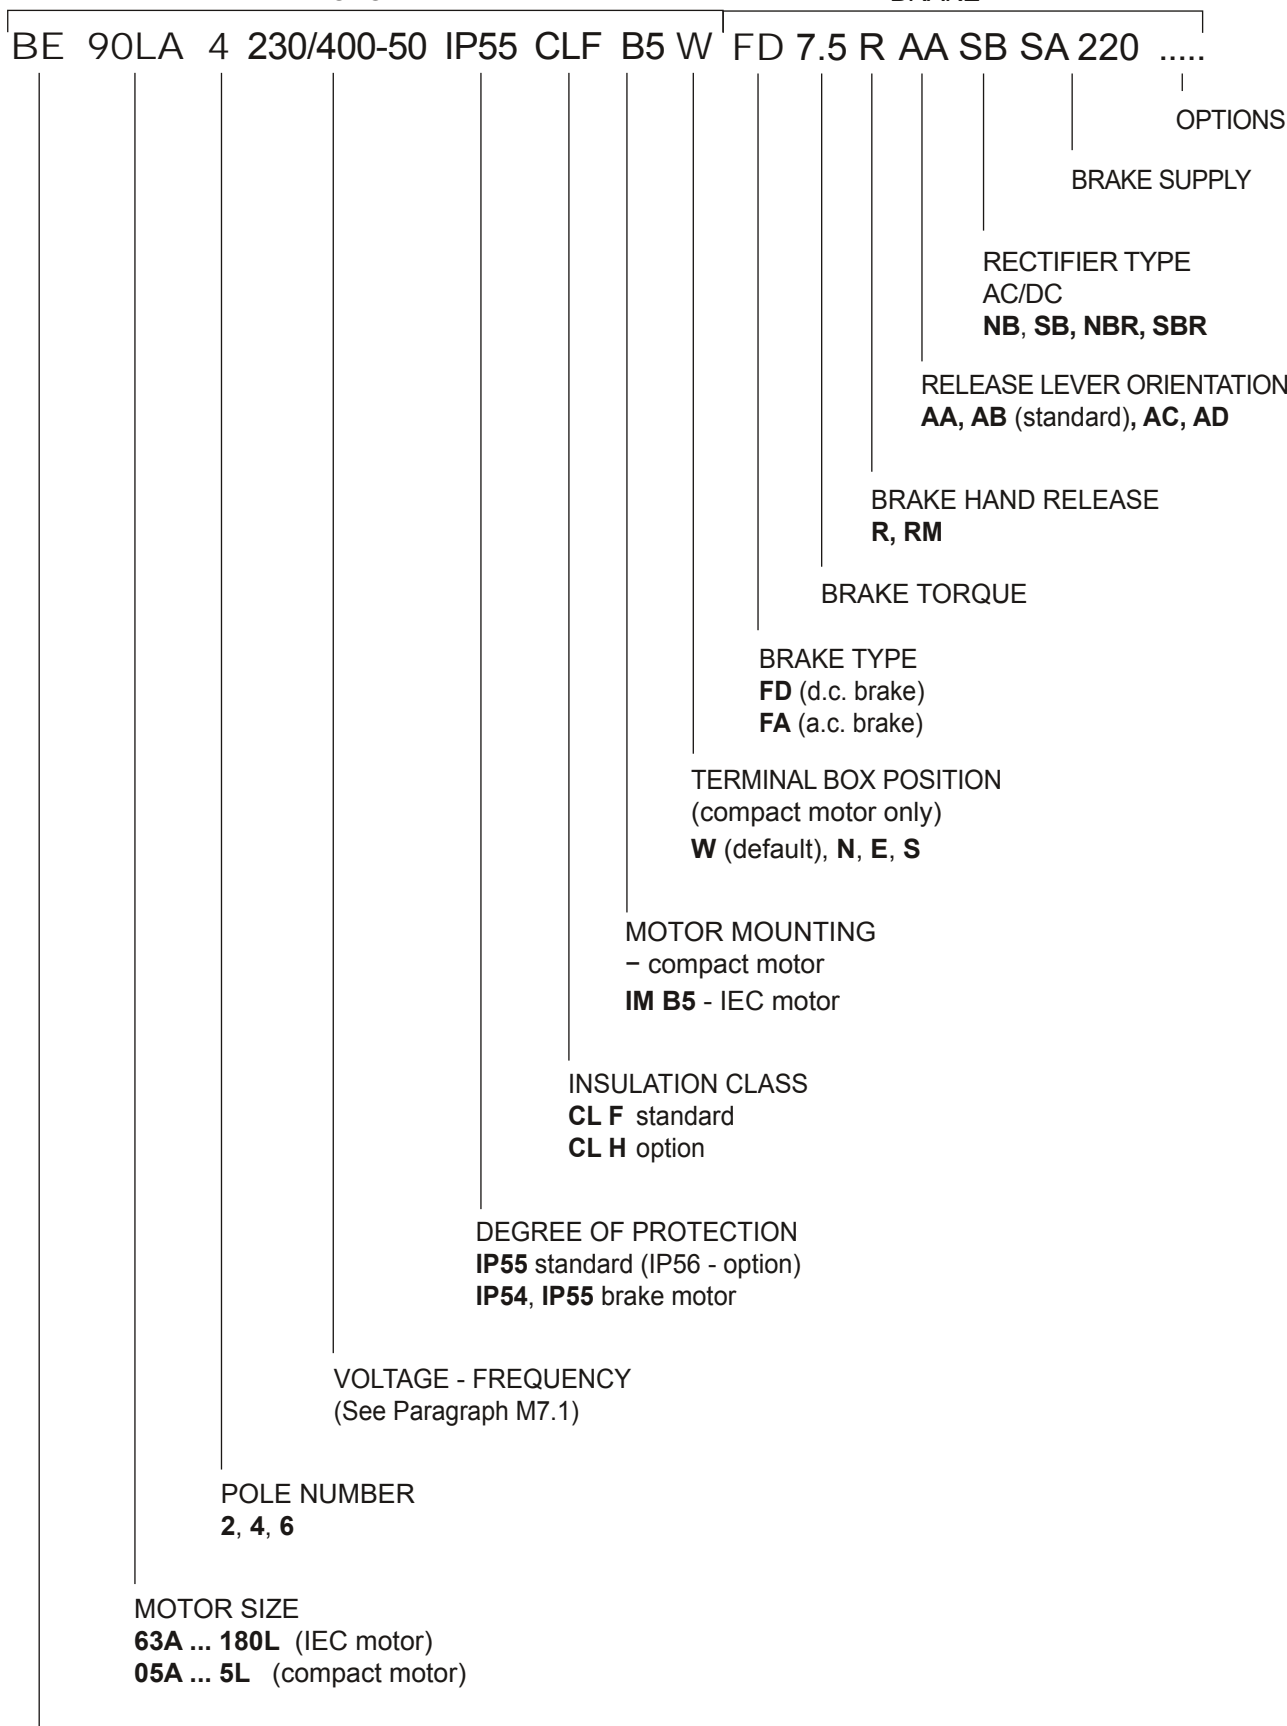 BE 90LA 4 230/400-50 IP55 CLF B5 W FD 7.5 R AA SB SA 220 .....
OPTIONS
BRAKE SUPPLY
RECTIFIER TYPE
AC/DC
NB, SB, NBR, SBR
RELEASE LEVER ORIENTATION
AA, AB (standard), AC, AD
BRAKE HAND RELEASE
R, RM
BRAKE TORQUE
BRAKE TYPE
FD (d.c. brake)
FA (a.c. brake)
TERMINAL BOX POSITION
(compact motor only)
W (default), N, E, S
MOTOR MOUNTING
− compact motor
IM B5 - IEC motor
INSULATION CLASS
CL F standard
CL H option
DEGREE OF PROTECTION
IP55 standard (IP56 - option)
IP54, IP55 brake motor
VOLTAGE - FREQUENCY
(See Paragraph M7.1)
POLE NUMBER
2, 4, 6
MOTOR SIZE
63A ... 180L (IEC motor)
05A ... 5L (compact motor)